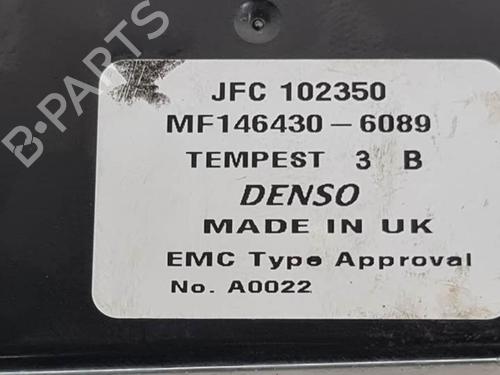 B-PARTS
JFC 102350
MF146430-6089
TEMPEST 3 B
DENSO
MADE IN UK
EMC Type Approval
No. A0022